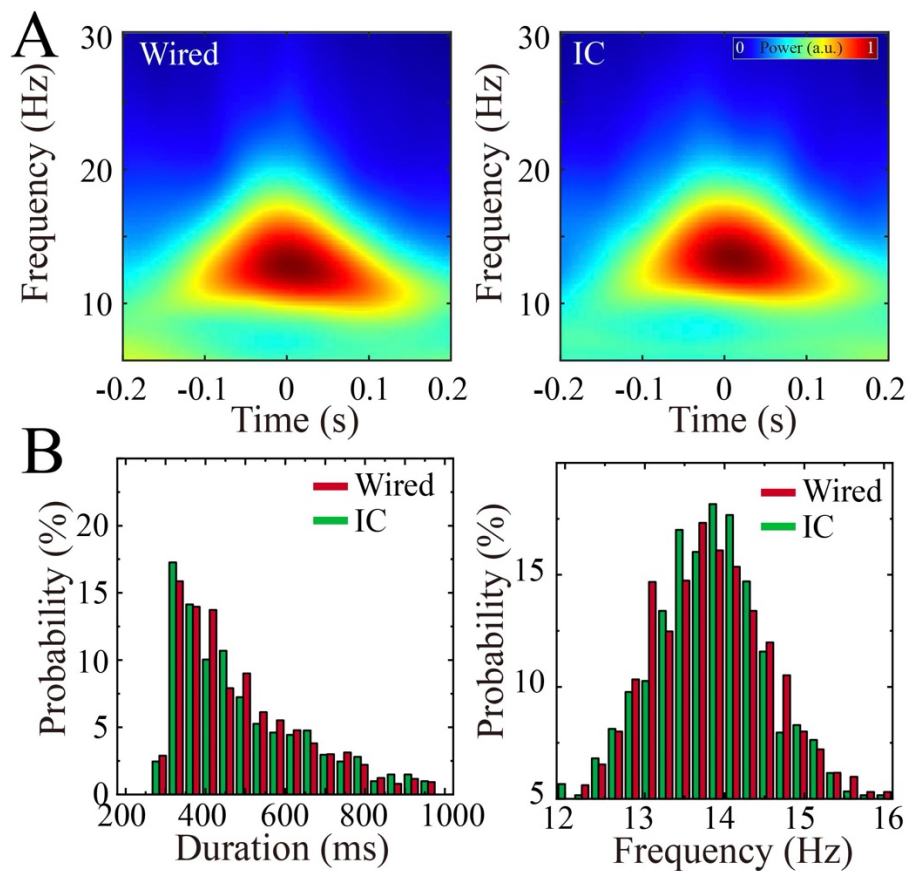 A
Wired
IC
0 Power (a.u.) 1
Frequency (Hz)
30
20
10
-0.2 -0.1 0 0.1 0.2
Time (s)
Frequency (Hz)
30
20
10
-0.2 -0.1 0 0.1 0.2
Time (s)
B
Wired
IC
Probability (%)
20
15
10
5
0
200 400 600 800 1000
Duration (ms)
Wired
IC
Probability (%)
15
10
5
12 13 14 15 16
Frequency (Hz)